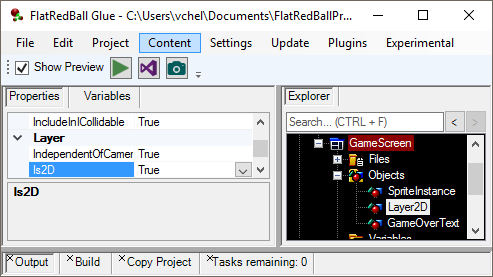 FlatRedBall Glue - C:\Users\vchel\Documents\FlatRedBallPr...
File Edit Project Content Settings Update Plugins Experimental
Show Preview
Properties Variables
IncludeInICollidable True
Layer
IndependentOfCamer True
Is2D True
Is2D
Explorer
Search... (CTRL + F) < >
GameScreen
Files
Objects
SpriteInstance
Layer2D
GameOverText
Variables
Output Build Copy Project Tasks remaining: 0